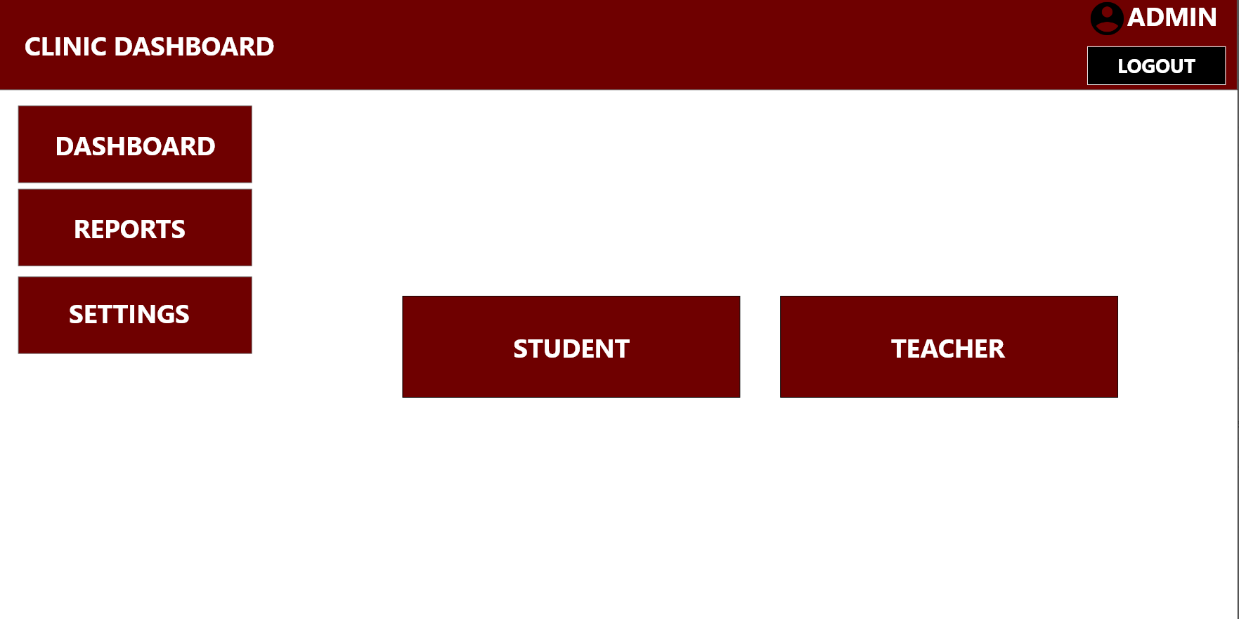 CLINIC DASHBOARD
ADMIN
LOGOUT
DASHBOARD
REPORTS
SETTINGS
STUDENT
TEACHER